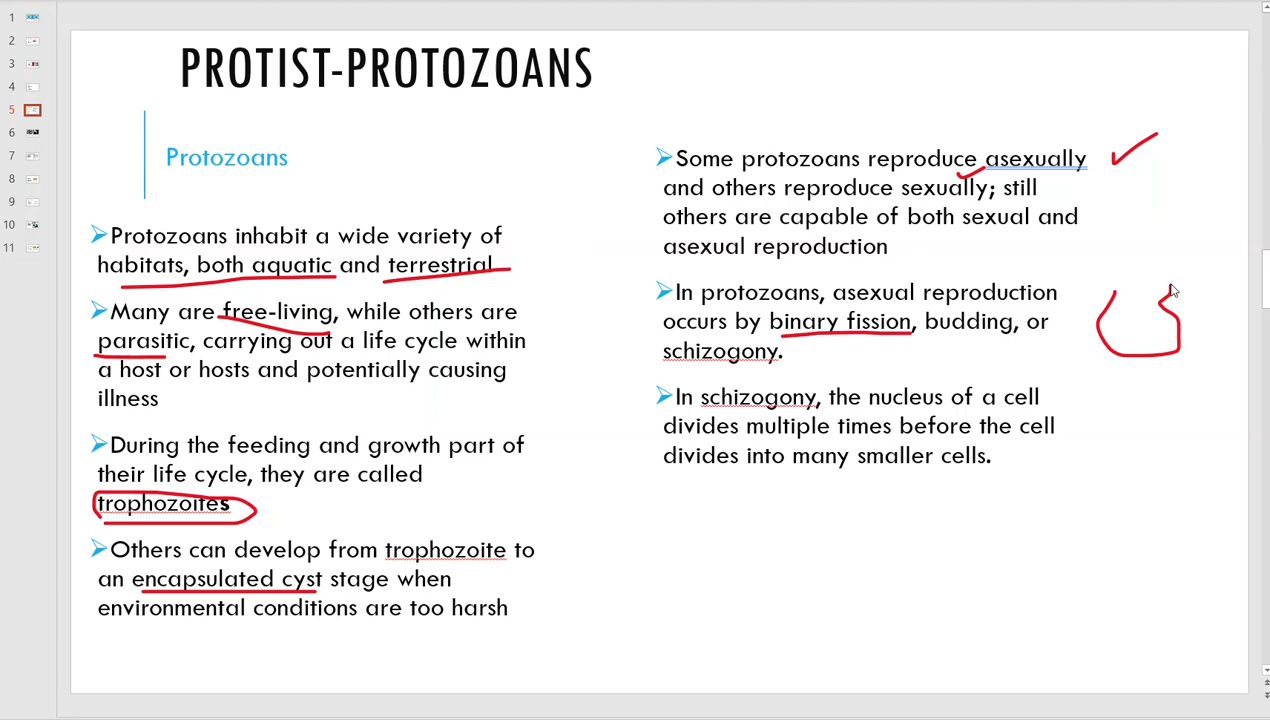 1
2
3
4
5
6
7
8
9
10
11
PROTIST-PROTOZOANS
Protozoans
Protozoans inhabit a wide variety of
habitats, both aquatic and terrestrial
Many are free-living, while others are
parasitic, carrying out a life cycle within
a host or hosts and potentially causing
illness
During the feeding and growth part of
their life cycle, they are called
trophozoites
Others can develop from trophozoite to
an encapsulated cyst stage when
environmental conditions are too harsh
Some protozoans reproduce asexually
and others reproduce sexually; still
others are capable of both sexual and
asexual reproduction
In protozoans, asexual reproduction
occurs by binary fission, budding, or
schizogony.
In schizogony, the nucleus of a cell
divides multiple times before the cell
divides into many smaller cells.